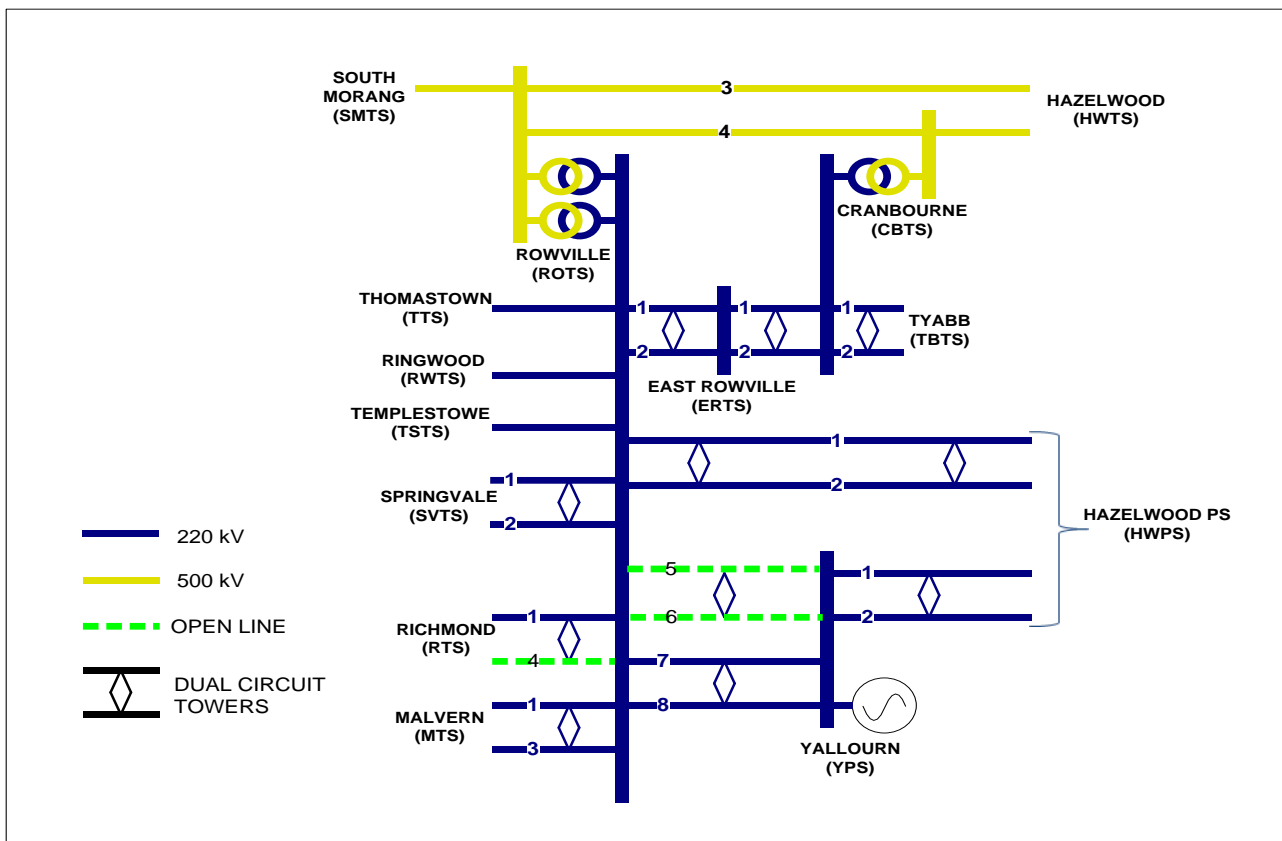 SOUTH
MORANG
(SMTS)
3
HAZELWOOD
(HWTS)
4
CRANBOURNE
(CBTS)
ROWVILLE
(ROTS)
THOMASTOWN
(TTS)
1
1
1
TYABB
(TBTS)
2
2
2
RINGWOOD
(RWTS)
EAST ROWVILLE
(ERTS)
TEMPLESTOWE
(TSTS)
1
2
1
SPRINGVALE
(SVTS)
2
HAZELWOOD PS
(HWPS)
220 kV
500 kV
OPEN LINE
DUAL CIRCUIT
TOWERS
5
1
6
2
1
RICHMOND
(RTS)
4
7
1
MALVERN
(MTS)
3
8
YALLOURN
(YPS)